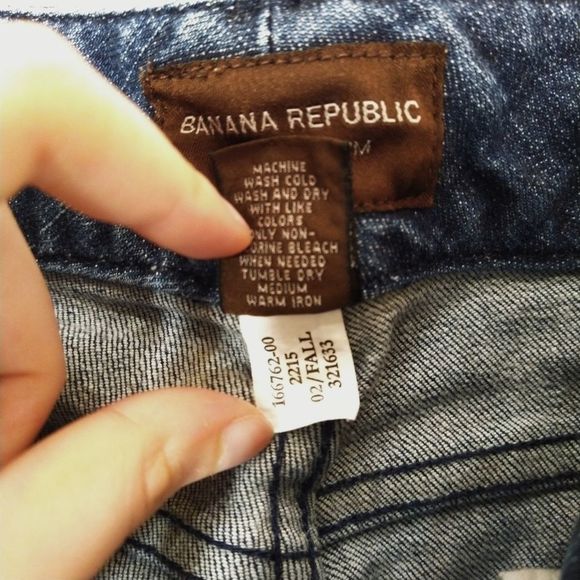 BANANA REPUBLIC
M
MACHINE
WASH COLD
WASH AND DRY
WITH LIKE
COLORS
ONLY NON-
ORINE BLEACH
WHEN NEEDED
TUMBLE DRY
MEDIUM
WARM IRON
166762-00
2215
02/FALL
321633